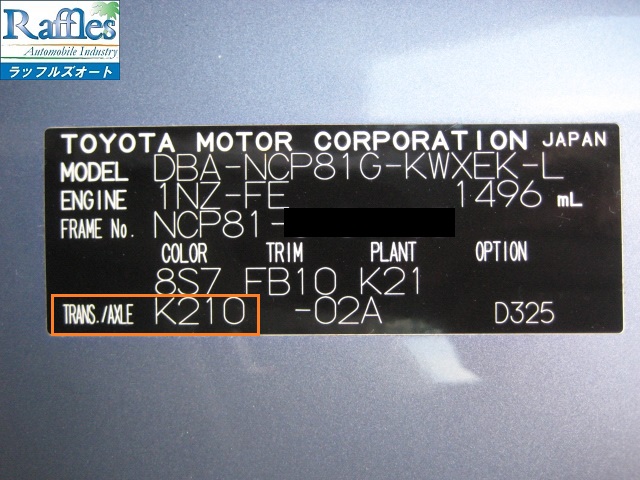 Raffles
Automobile Industry
ラッフルズオート
TOYOTA MOTOR CORPORATION JAPAN
MODEL DBA-NCP81G-KWXEK-L
ENGINE 1NZ-FE 1496 mL
FRAME No. NCP81-
COLOR TRIM PLANT OPTION
8S7 FB10 K21
TRANS./AXLE K210 -02A D325